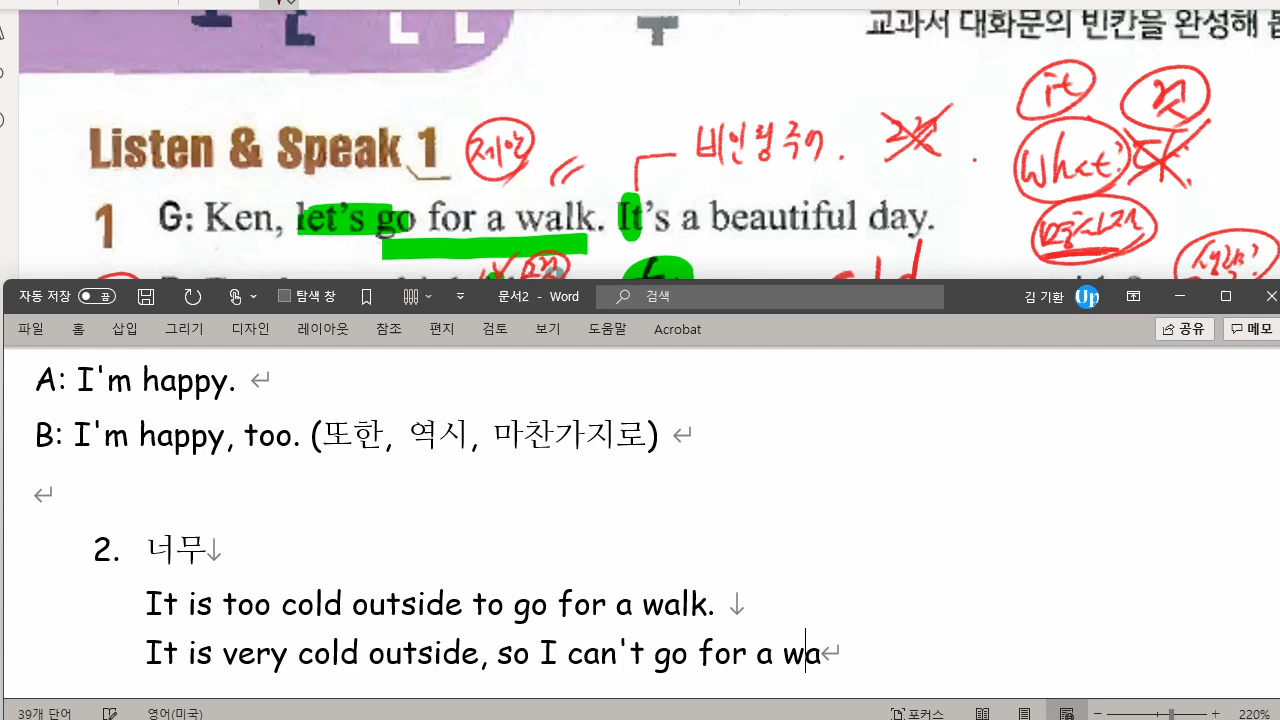 교과서 대화문의 빈칸을 완성해
it 것
Listen & Speak 1 제안 비인칭주어.
what?
1 G: Ken, let's go for a walk. It's a beautiful day.
명사절
생략?
자동 저장 문서2 - Word 검색 김 기환 Up
탐색 창
파일 홈 삽입 그리기 디자인 레이아웃 참조 편지 검토 보기 도움말 Acrobat 공유 메모
A: I'm happy.
B: I'm happy, too. (또한, 역시, 마찬가지로)
2. 너무
It is too cold outside to go for a walk.
It is very cold outside, so I can't go for a wa
39개 단어 영어(미국) 포커스 220%